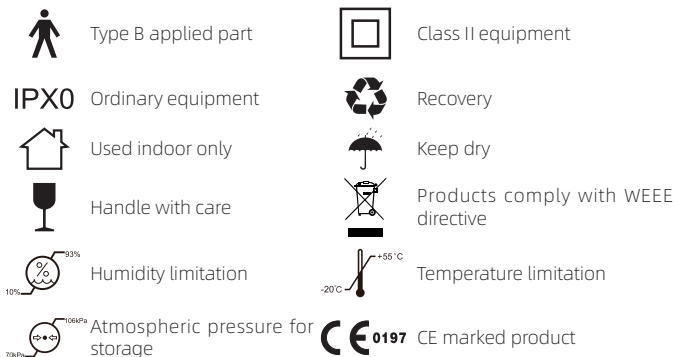 Type B applied part
Class II equipment
IPX0 Ordinary equipment
Recovery
Used indoor only
Keep dry
Handle with care
Products comply with WEEE
directive
93%
%
10%
Humidity limitation
+55°C
-20°C
Temperature limitation
106kPa
70kPa
Atmospheric pressure for
storage
CE 0197 CE marked product